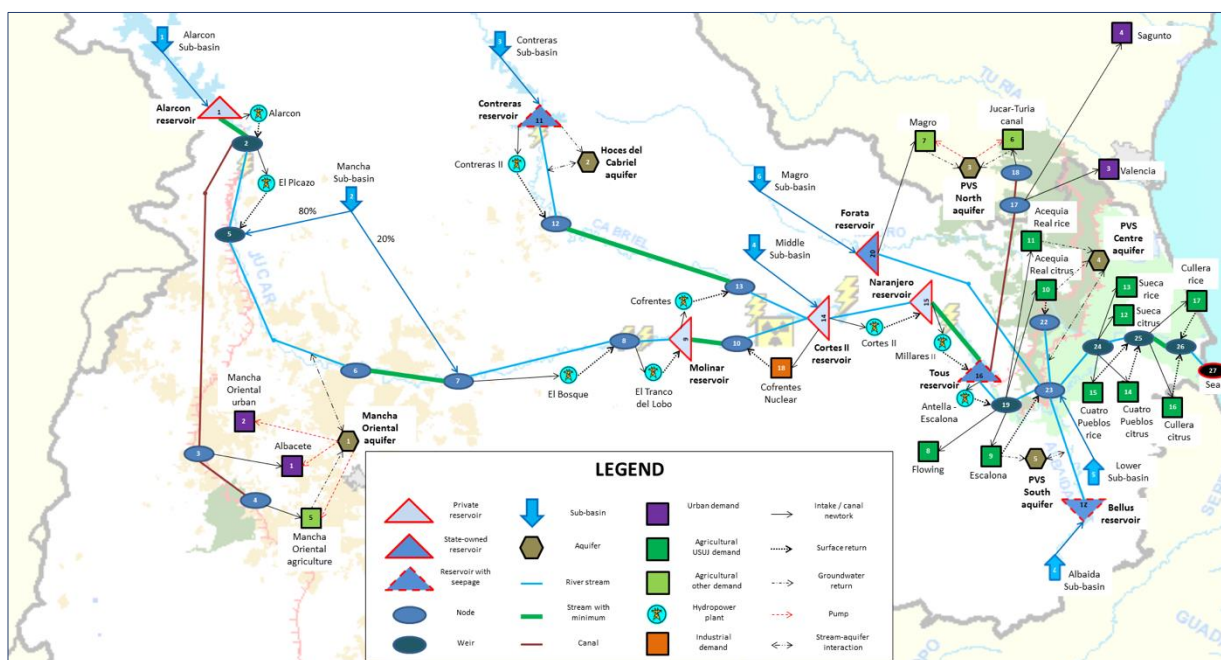 1
Alarcon
Sub-basin
3
Contreras
Sub-basin
4
Sagunto
Alarcon
reservoir
1
Alarcon
Contreras
reservoir
11
Jucar-Turia
canal
TURIA
Magro
7
6
2
El Picazo
Contreras II
2
Hoces del
Cabriel
aquifer
3
18
3
Valencia
Mancha
Sub-basin
2
Magro
Sub-basin
6
PVS
North
aquifer
17
Acequia
Real rice
80%
20%
5
JÚCAR
12
CABRIEL
Forata
reservoir
20
11
PVS
Centre
aquifer
4
Acequia
Real citrus
10
Middle
Sub-basin
4
Cullera
rice
Cofrentes
13
Naranjero
reservoir
15
13
Sueca
rice
17
14
22
12
Sueca
citrus
8
9
10
Cortes II
reservoir
Cortes II
Millares II
24
25
26
6
7
El Bosque
El Tranco
del Lobo
Molinar
reservoir
18
Cofrentes
Nuclear
Tous
reservoir
16
27
Sea
Antella -
Escalona
19
23
15
14
16
Cuatro
Pueblos
rice
Cuatro
Pueblos
citrus
Cullera
citrus
Mancha
Oriental
urban
2
Mancha
Oriental
aquifer
1
Albacete
1
3
4
5
Mancha
Oriental
agriculture
8
Flowing
9
Escalona
5
PVS
South
aquifer
ALBAIDA
5
Lower
Sub-basin
21
Bellus
reservoir
Albaida
Sub-basin
LEGEND
Private
reservoir
Sub-basin
Urban demand
Intake / canal
newtork
State-owned
reservoir
Aquifer
Agricultural
USUJ demand
Surface return
Reservoir with
seepage
River stream
Agricultural
other demand
Groundwater
return
Node
Stream with
minimum
Hydropower
plant
Pump
Weir
Canal
Industrial
demand
Stream-aquifer
interaction